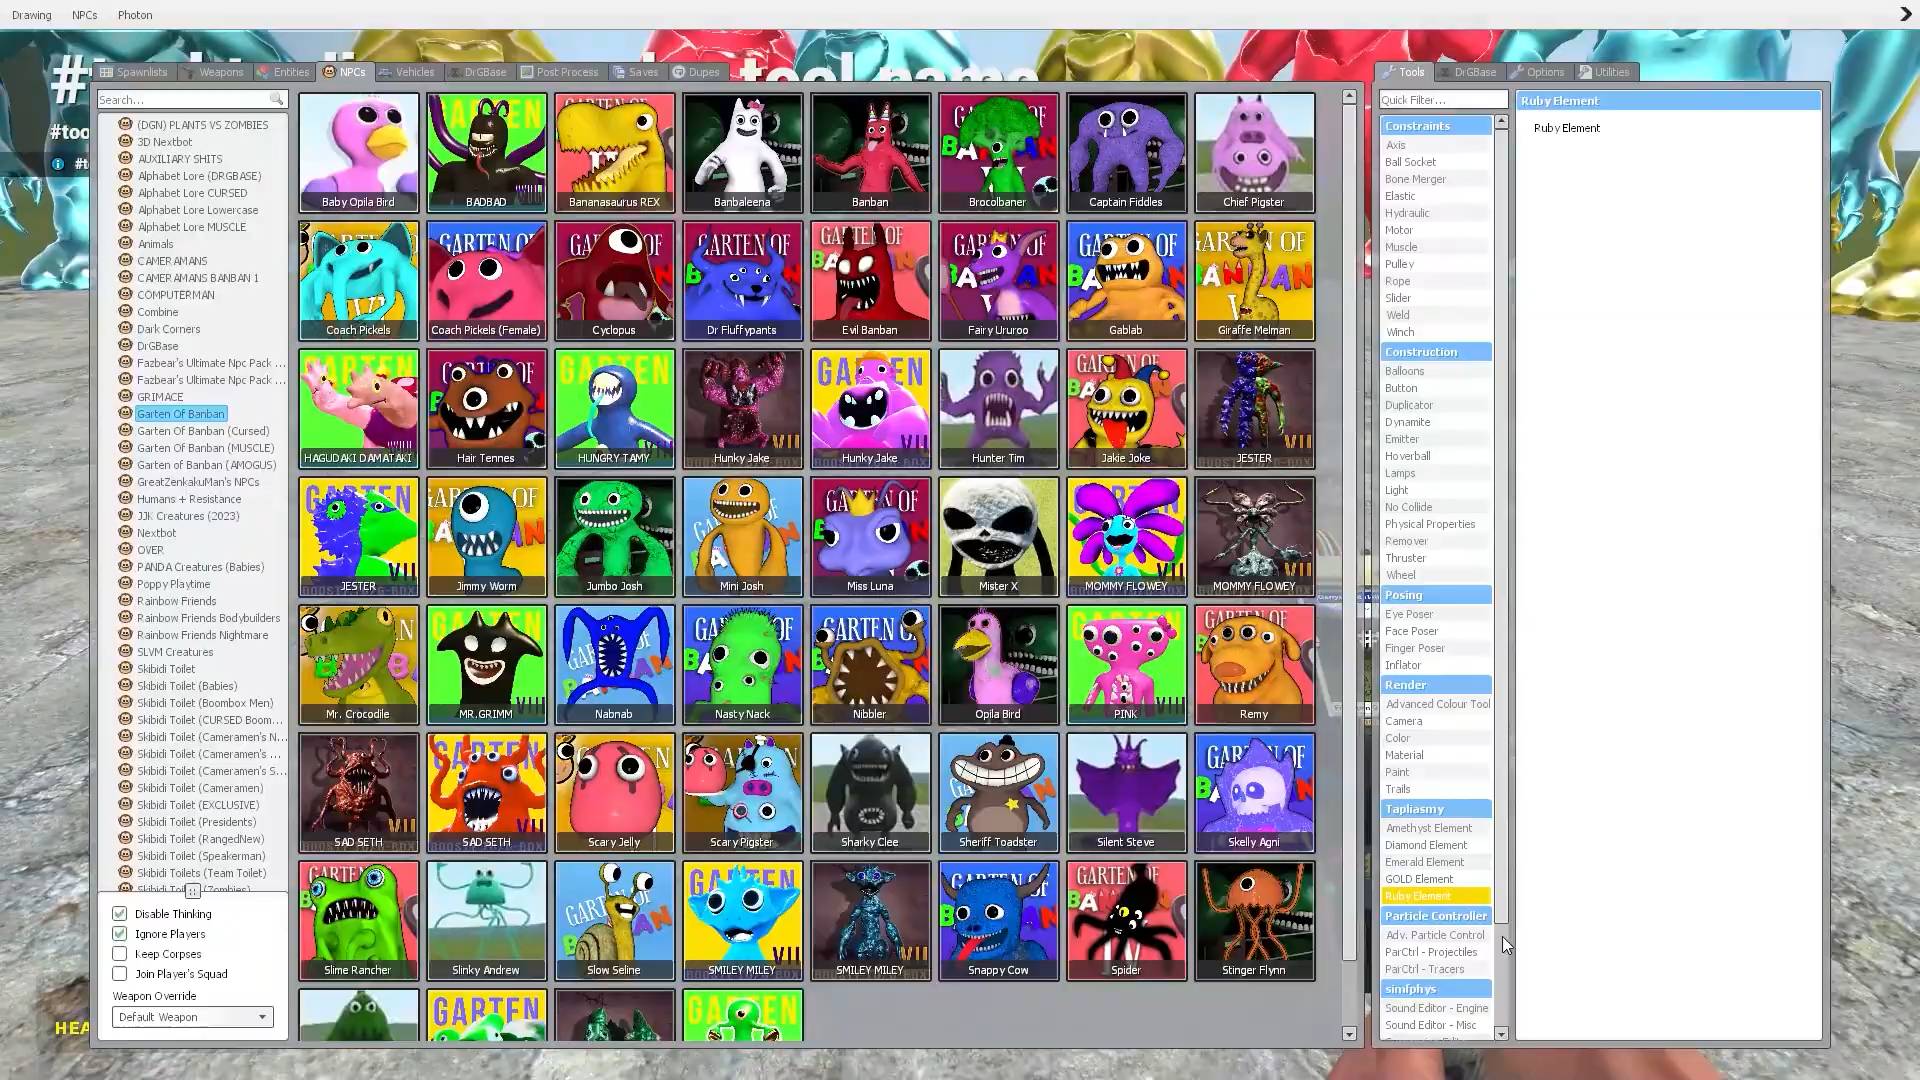 Drawing NPCs Photon
Spawnlists Weapons Entities NPCs Vehicles DrGBase Post Process Saves Dupes
Tools DrGBase Options Utilities
Search...
(DGN) PLANTS VS ZOMBIES
3D Nextbot
AUXILIARY SHITS
Alphabet Lore (DRGBASE)
Alphabet Lore CURSED
Alphabet Lore Lowercase
Alphabet Lore MUSCLE
Animals
CAMERAMANS
CAMERAMANS BANBAN 1
COMPUTERMAN
Combine
Dark Corners
DrGBase
Fazbear's Ultimate Npc Pack ...
Fazbear's Ultimate Npc Pack ...
GRIMACE
Garten Of Banban
Garten Of Banban (Cursed)
Garten Of Banban (MUSCLE)
Garten of Banban (AMOGUS)
GreatZenkakuMan's NPCs
Humans + Resistance
JJK Creatures (2023)
Nextbot
OVER
PANDA Creatures (Babies)
Poppy Playtime
Rainbow Friends
Rainbow Friends Bodybuilders
Rainbow Friends Nightmare
SLVM Creatures
Skibidi Toilet
Skibidi Toilet (Babies)
Skibidi Toilet (Boombox Men)
Skibidi Toilet (CURSED Boom...
Skibidi Toilet (Cameramen's N...
Skibidi Toilet (Cameramen's ...
Skibidi Toilet (Cameramen's S...
Skibidi Toilet (Cameramen)
Skibidi Toilet (EXCLUSIVE)
Skibidi Toilet (Presidents)
Skibidi Toilet (RangedNew)
Skibidi Toilet (Speakerman)
Skibidi Toilets (Team Toilet)
Disable Thinking
Ignore Players
Keep Corpses
Join Player's Squad
Weapon Override
Default Weapon
Baby Opila Bird BADBAD Bananasaurus REX Banbaleena Banban Brocolbaner Captain Fiddles Chief Pigster
Coach Pickels Coach Pickels (Female) Cyclopus Dr Fluffypants Evil Banban Fairy Ururoo Gablab Giraffe Melman
HAGUDAKI DAMATAKI Hair Tennes HUNGRY TAMY Hunky Jake Hunky Jake Hunter Tim Jakie Joke JESTER
JESTER Jimmy Worm Jumbo Josh Mini Josh Miss Luna Mister X MOMMY FLOWEY MOMMY FLOWEY
Mr. Crocodile MR.GRIMM Nabnab Nasty Nack Nibbler Opila Bird PINK Remy
SAD SETH SAD SETH Scary Jelly Scary Pigster Sharky Clee Sheriff Toadster Silent Steve Skelly Agni
Slime Rancher Slinky Andrew Slow Seline SMILEY MILEY SMILEY MILEY Snappy Cow Spider Stinger Flynn
Quick Filter...
Constraints
Axis
Ball Socket
Bone Merger
Elastic
Hydraulic
Motor
Muscle
Pulley
Rope
Slider
Weld
Winch
Construction
Balloons
Button
Duplicator
Dynamite
Emitter
Hoverball
Lamps
Light
No Collide
Physical Properties
Remover
Thruster
Wheel
Posing
Eye Poser
Face Poser
Finger Poser
Inflator
Render
Advanced Colour Tool
Camera
Color
Material
Paint
Trails
Tapliasmy
Amethyst Element
Diamond Element
Emerald Element
GOLD Element
Ruby Element
Particle Controller
Adv. Particle Control
ParCtrl - Projectiles
ParCtrl - Tracers
simfphys
Sound Editor - Engine
Sound Editor - Misc
Ruby Element
Ruby Element